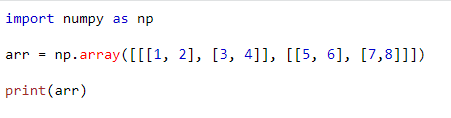 import numpy as np
arr = np.array([[[1, 2], [3, 4]], [[5, 6], [7,8]]])
print(arr)